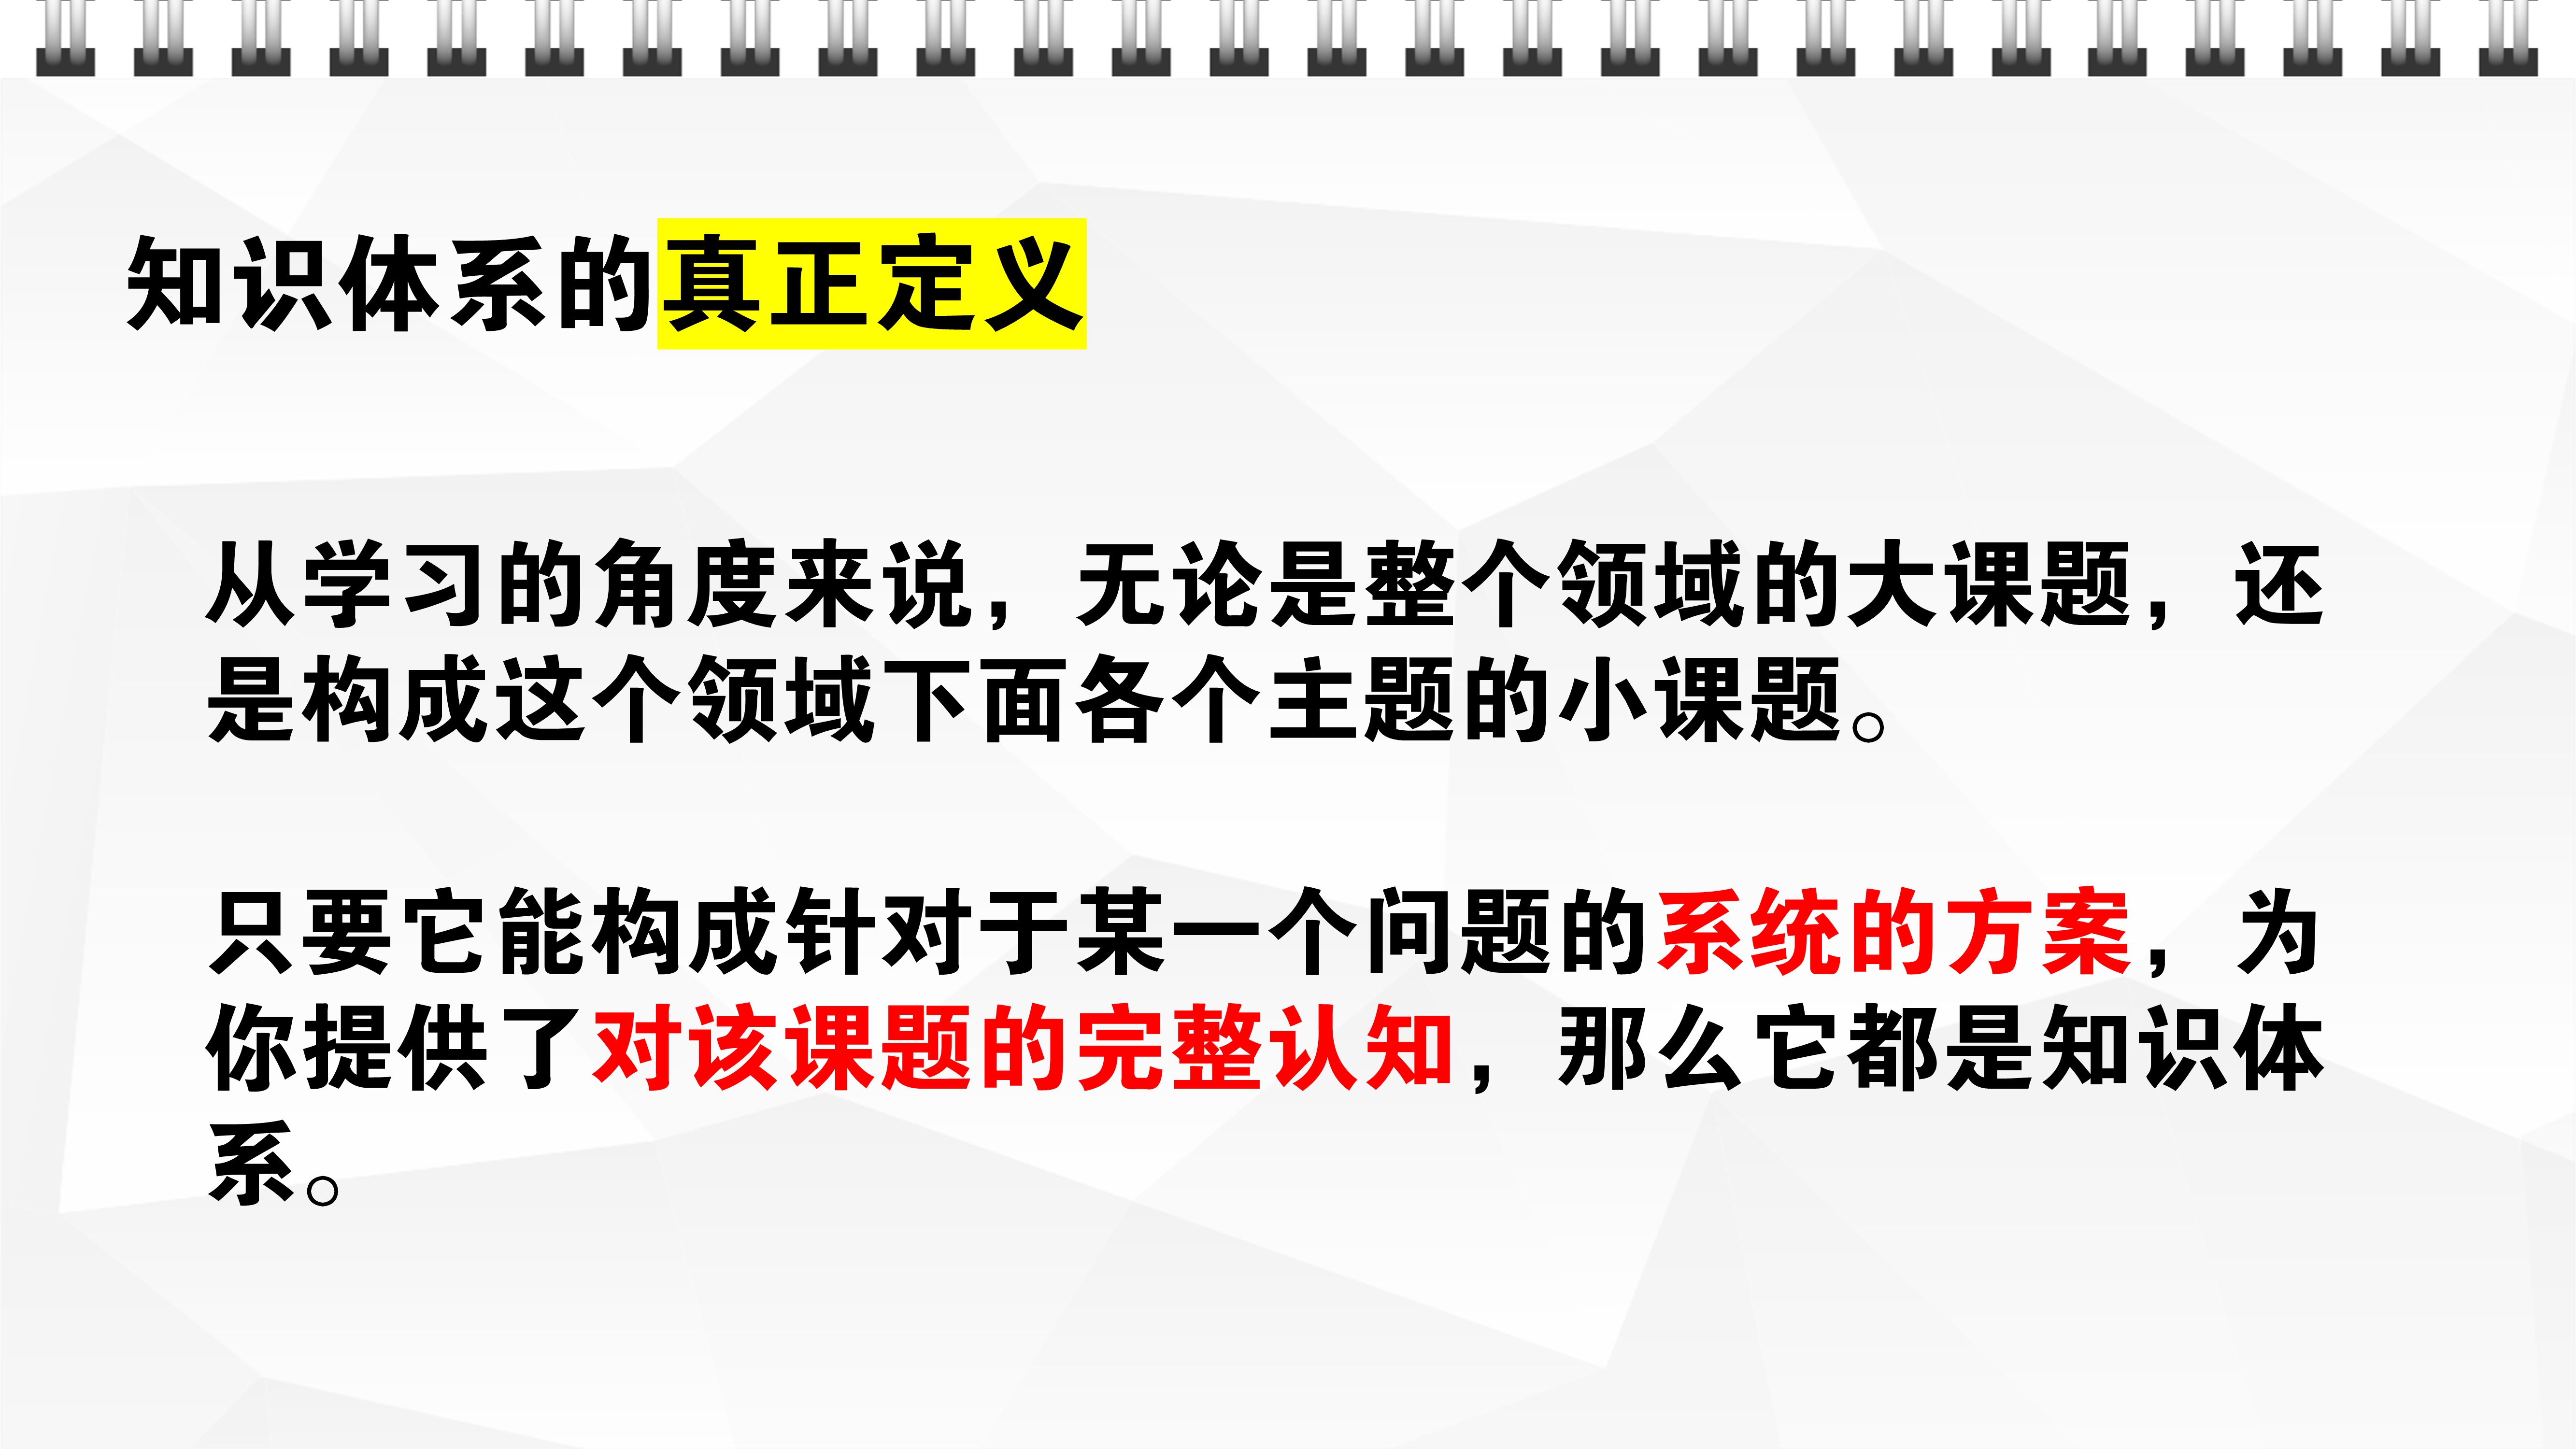 知识体系的真正定义
从学习的角度来说，无论是整个领域的大课题，还
是构成这个领域下面各个主题的小课题。
只要它能构成针对于某一个问题的系统的方案，为
你提供了对该课题的完整认知，那么它都是知识体
系。